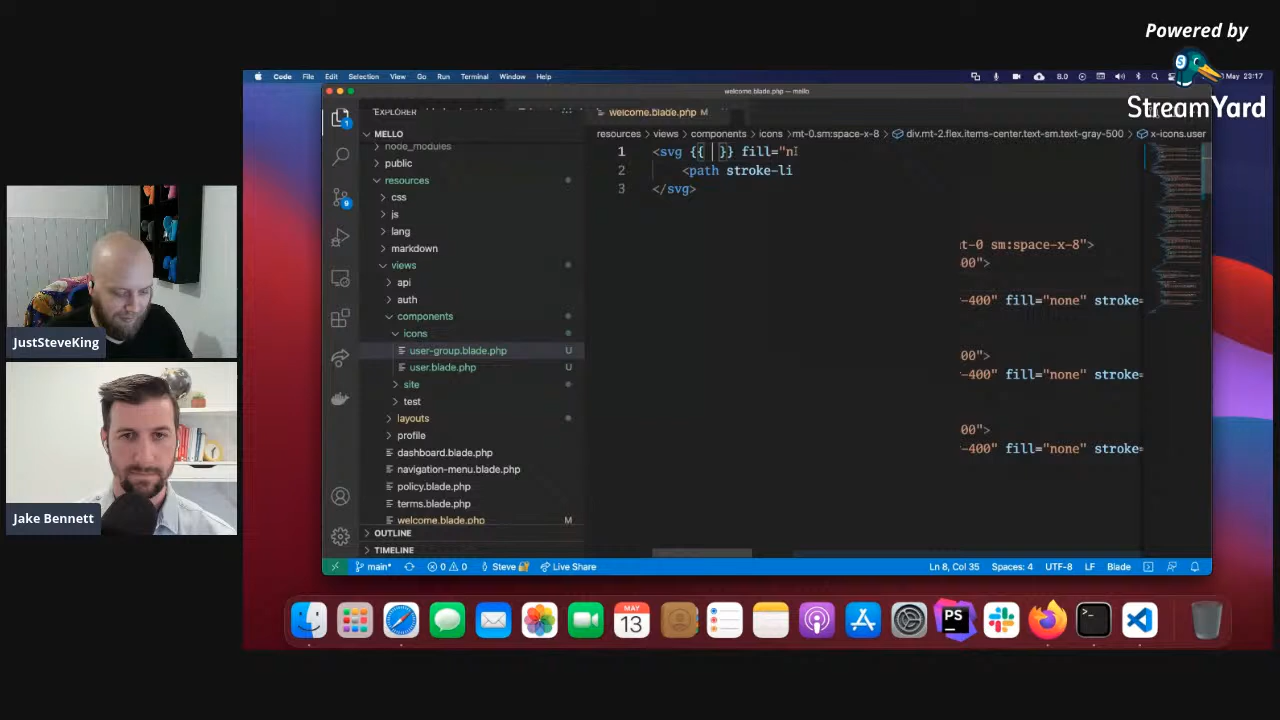 Powered by
StreamYard
Code File Edit Selection View Go Run Terminal Window Help
8.0
May 23:17
welcome.blade.php — mello
EXPLORER
welcome.blade.php M
MELLO
resources > views > components > icons > mt-0.sm:space-x-8 > div.mt-2.flex.items-center.text-sm.text-gray-500 > x-icons.user
node_modules
public
resources
css
js
lang
markdown
views
api
auth
components
icons
user-group.blade.php U
user.blade.php U
site
test
layouts
profile
dashboard.blade.php
navigation-menu.blade.php
policy.blade.php
terms.blade.php
welcome.blade.php M
OUTLINE
TIMELINE
1 <svg {{ }} fill="n
2 <path stroke-li
3 </svg>
t-0 sm:space-x-8">
00">
-400" fill="none" stroke=
00">
-400" fill="none" stroke=
00">
-400" fill="none" stroke=
1
9
main* 0 0 Steve Live Share Ln 8, Col 35 Spaces: 4 UTF-8 LF Blade
JustSteveKing
Jake Bennett
MAY
13
PS